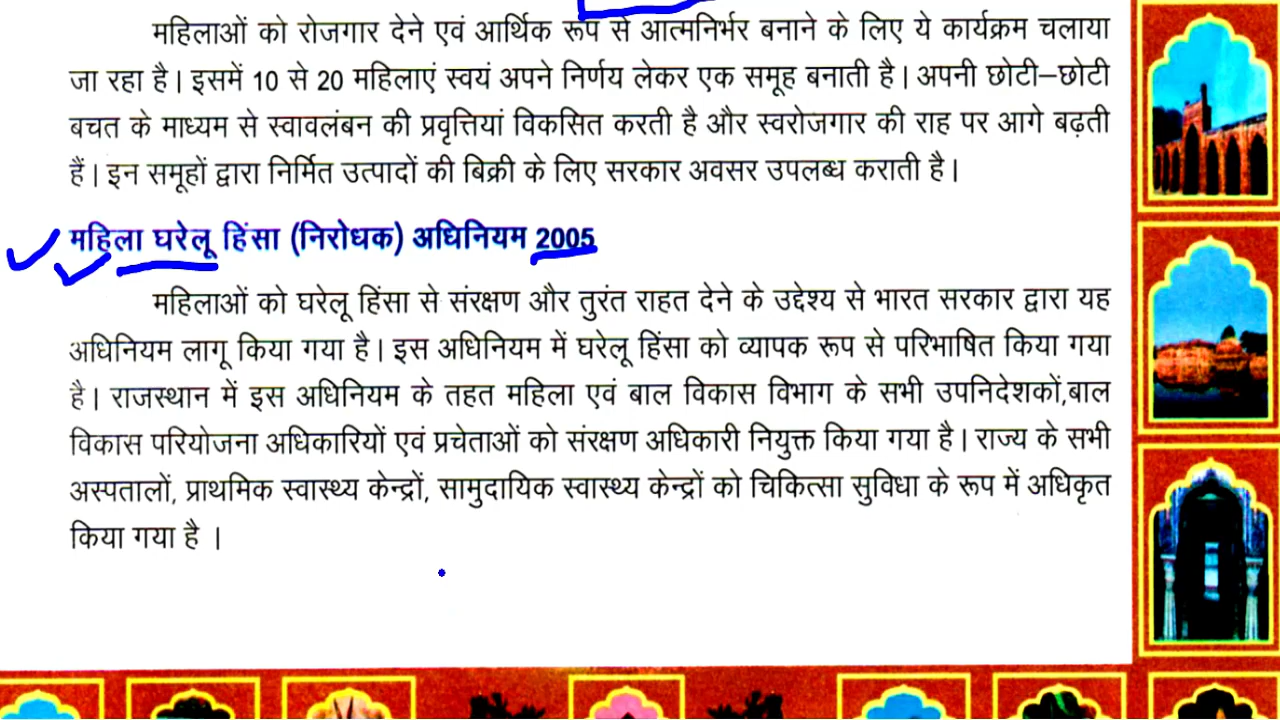 महिलाओं को रोजगार देने एवं आर्थिक रूप से आत्मनिर्भर बनाने के लिए ये कार्यक्रम चलाया
जा रहा है। इसमें 10 से 20 महिलाएं स्वयं अपने निर्णय लेकर एक समूह बनाती है। अपनी छोटी–छोटी
बचत के माध्यम से स्वावलंबन की प्रवृत्तियां विकसित करती है और स्वरोजगार की राह पर आगे बढ़ती
हैं। इन समूहों द्वारा निर्मित उत्पादों की बिक्री के लिए सरकार अवसर उपलब्ध कराती है।
महिला घरेलू हिंसा (निरोधक) अधिनियम 2005
महिलाओं को घरेलू हिंसा से संरक्षण और तुरंत राहत देने के उद्देश्य से भारत सरकार द्वारा यह
अधिनियम लागू किया गया है। इस अधिनियम में घरेलू हिंसा को व्यापक रूप से परिभाषित किया गया
है। राजस्थान में इस अधिनियम के तहत महिला एवं बाल विकास विभाग के सभी उपनिदेशकों,बाल
विकास परियोजना अधिकारियों एवं प्रचेताओं को संरक्षण अधिकारी नियुक्त किया गया है। राज्य के सभी
अस्पतालों, प्राथमिक स्वास्थ्य केन्द्रों, सामुदायिक स्वास्थ्य केन्द्रों को चिकित्सा सुविधा के रूप में अधिकृत
किया गया है ।